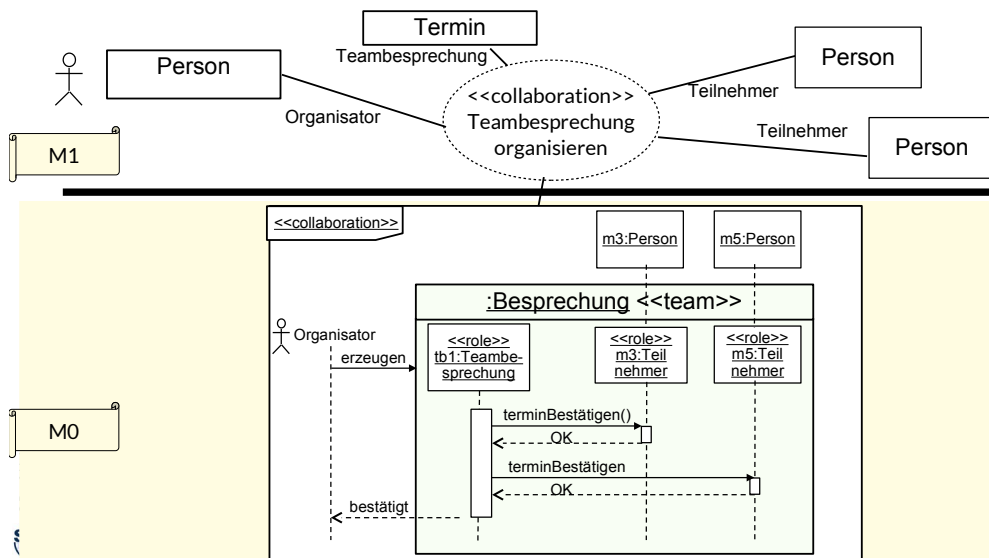 Termin
Teambesprechung
Person
Organisator
<<collaboration>>
Teambesprechung
organisieren
Person
Teilnehmer
Teilnehmer
Person
M1
<<collaboration>>
m3:Person
m5:Person
:Besprechung <<team>>
Organisator
erzeugen
<<role>>
tb1:Teambe-
sprechung
<<role>>
m3:Teil
nehmer
<<role>>
m5:Teil
nehmer
M0
terminBestätigen()
OK
terminBestätigen
OK
bestätigt